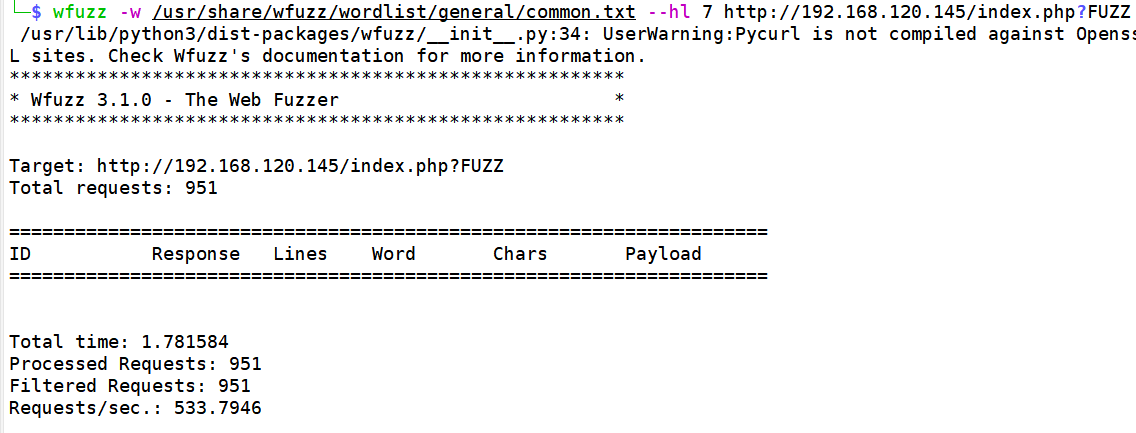 └─$ wfuzz -w /usr/share/wfuzz/wordlist/general/common.txt --hl 7 http://192.168.120.145/index.php?FUZZ
/usr/lib/python3/dist-packages/wfuzz/__init__.py:34: UserWarning:Pycurl is not compiled against Openss
L sites. Check Wfuzz's documentation for more information.
********************************************************
* Wfuzz 3.1.0 - The Web Fuzzer                         *
********************************************************

Target: http://192.168.120.145/index.php?FUZZ
Total requests: 951

=====================================================================
ID           Response   Lines    Word       Chars       Payload
=====================================================================

Total time: 1.781584
Processed Requests: 951
Filtered Requests: 951
Requests/sec.: 533.7946